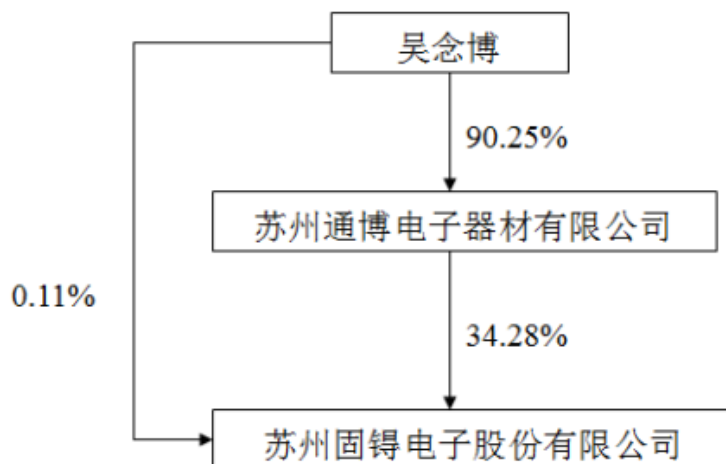 吴念博
90.25%
苏州通博电子器材有限公司
0.11%
34.28%
苏州固锝电子股份有限公司